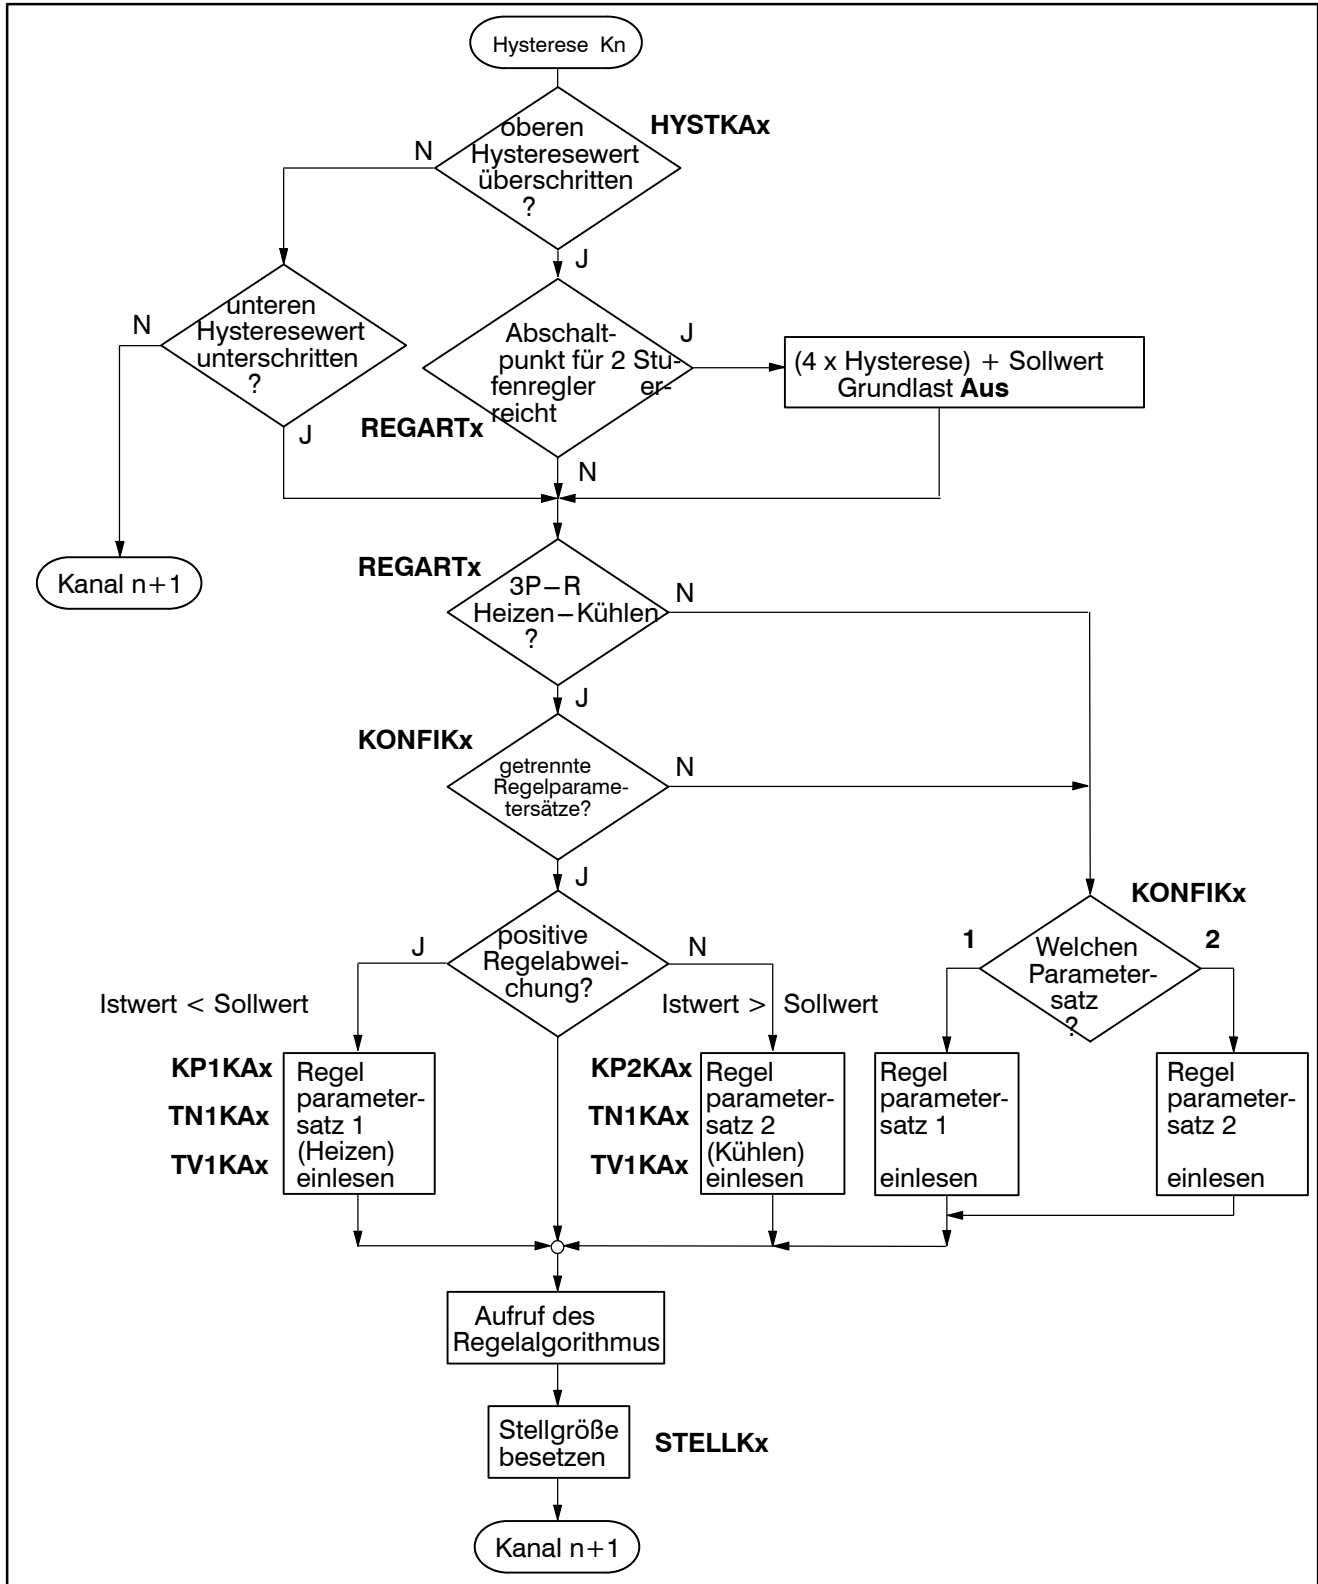 Hysterese Kn
HYSTKAx
oberen
Hysteresewert
überschritten
?
N
J
unteren
Hysteresewert
unterschritten
?
N
J
Abschalt-
punkt für 2 Stu-
fenregler er-
reicht
J
REGARTx
N
(4 x Hysterese) + Sollwert
Grundlast Aus
Kanal n+1
REGARTx
3P–R
Heizen–Kühlen
?
N
J
KONFIKx
getrennte
Regelparame-
tersätze?
N
J
positive
Regelabwei-
chung?
J
N
Istwert < Sollwert
Istwert > Sollwert
KONFIKx
1
2
Welchen
Parameter-
satz
?
KP1KAx
TN1KAx
TV1KAx
Regel
parameter-
satz 1
(Heizen)
einlesen
KP2KAx
TN1KAx
TV1KAx
Regel
parameter-
satz 2
(Kühlen)
einlesen
Regel
parameter-
satz 1
einlesen
Regel
parameter-
satz 2
einlesen
Aufruf des
Regelalgorithmus
Stellgröße
besetzen
STELLKx
Kanal n+1